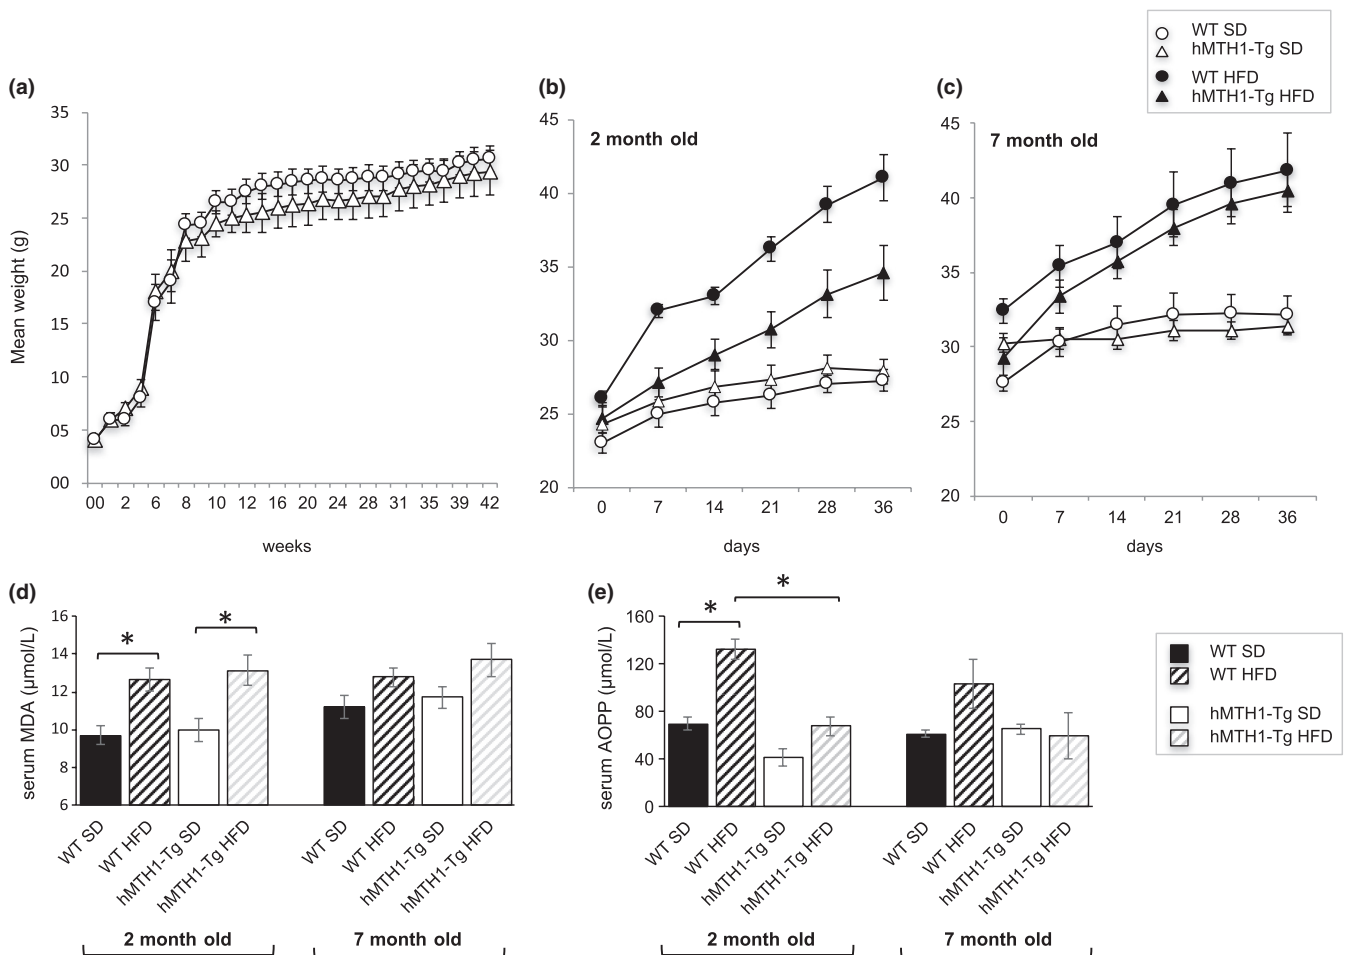 WT SD
hMTH1-Tg SD
WT HFD
hMTH1-Tg HFD
(a)
35
30
25
20
15
10
05
00
Mean weight (g)
00 2 6 8 10 12 16 20 24 28 31 35 39 42
weeks
(b)
2 month old
45
40
35
30
25
20
0 7 14 21 28 36
days
(c)
7 month old
45
40
35
30
25
20
0 7 14 21 28 36
days
(d)
serum MDA (µmol/L)
16
14
12
10
8
6
*
*
WT SD
WT HFD
hMTH1-Tg SD
hMTH1-Tg HFD
WT SD
WT HFD
hMTH1-Tg SD
hMTH1-Tg HFD
2 month old
7 month old
(e)
serum AOPP (µmol/L)
160
120
80
40
0
*
*
WT SD
WT HFD
hMTH1-Tg SD
hMTH1-Tg HFD
WT SD
WT HFD
hMTH1-Tg SD
hMTH1-Tg HFD
2 month old
7 month old
WT SD
WT HFD
hMTH1-Tg SD
hMTH1-Tg HFD